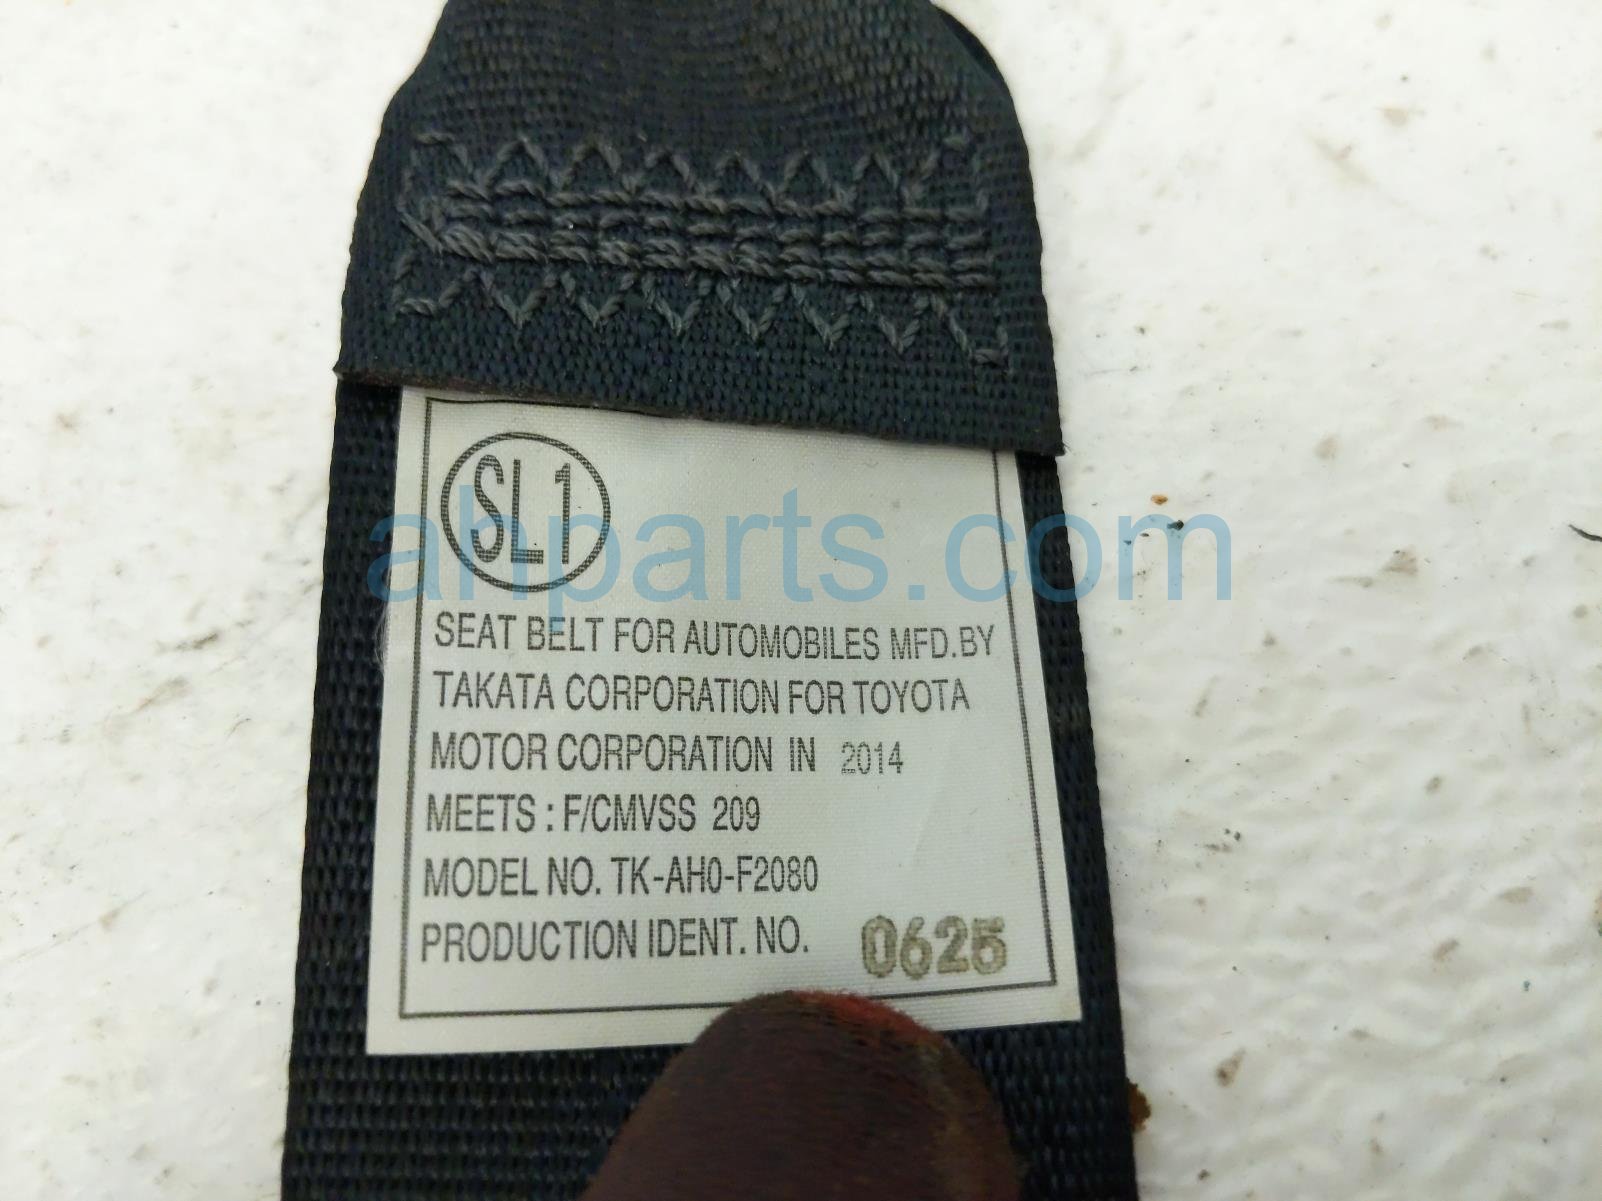 SL1
ahparts.com
SEAT BELT FOR AUTOMOBILES MFD.BY
TAKATA CORPORATION FOR TOYOTA
MOTOR CORPORATION IN 2014
MEETS : F/CMVSS 209
MODEL NO. TK-AH0-F2080
PRODUCTION IDENT. NO. 0625